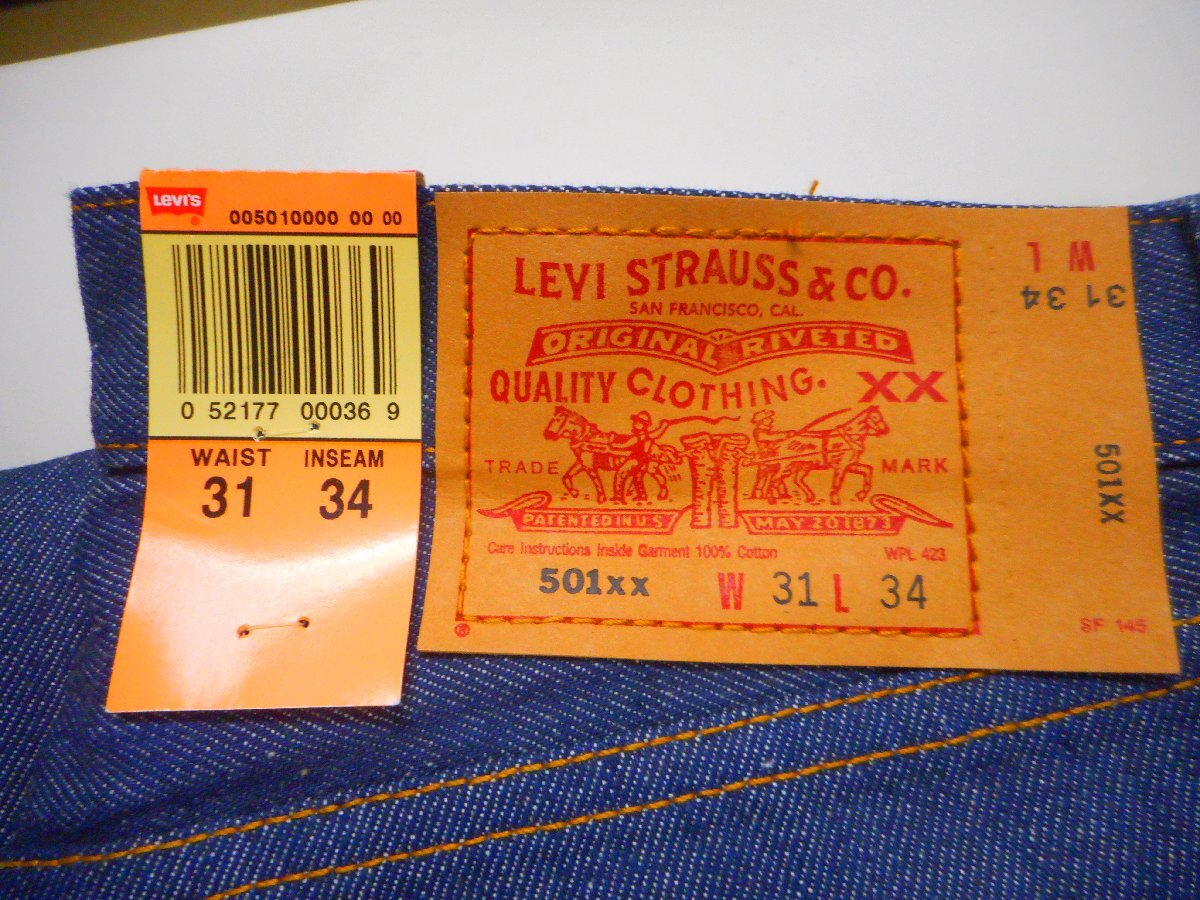 LEVI'S
005010000 00 00
0 52177 00036 9
WAIST INSEAM
31 34
LEVI STRAUSS & CO.
SAN FRANCISCO, CAL.
ORIGINAL RIVETED
QUALITY CLOTHING. XX
TRADE MARK
PATENTED IN U.S. MAY 20 1873
Care Instructions Inside Garment 100% Cotton WPL 423
501xx W 31 L 34
®
W L
31 34
501XX
SF 145